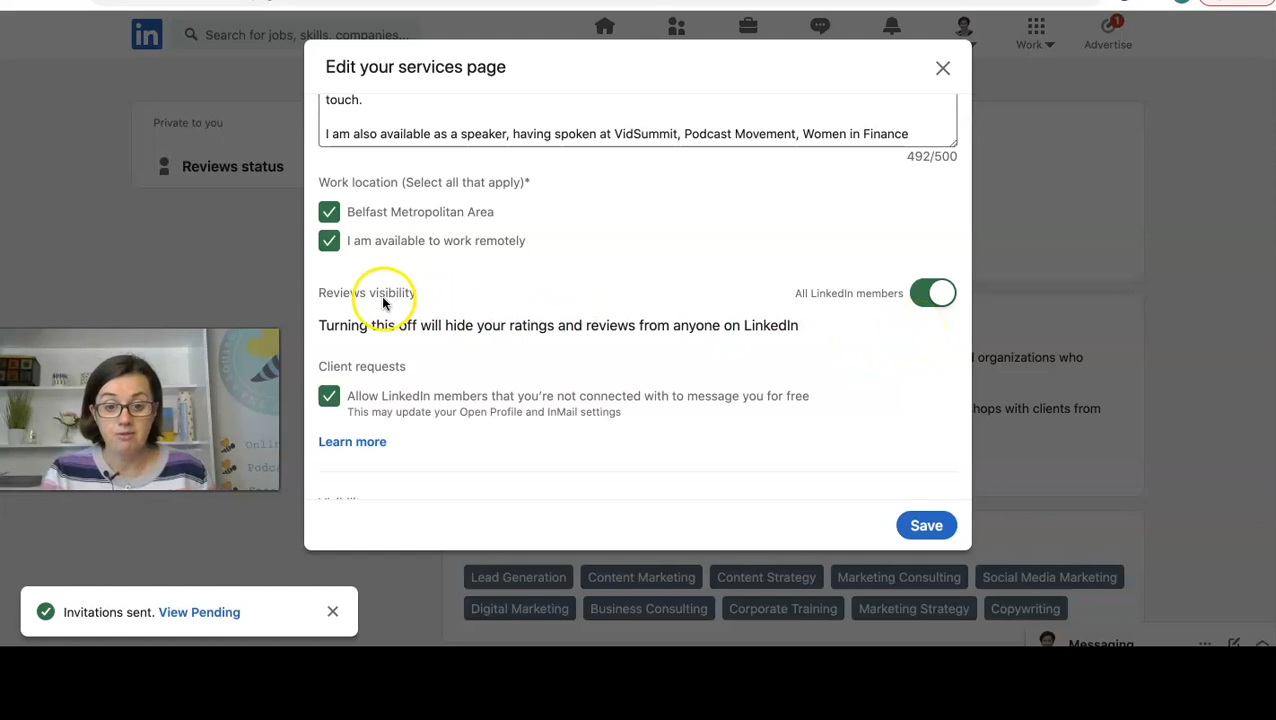 in
Search for jobs, skills, companies...
Work
1
Advertise
Edit your services page
Private to you
Reviews status
touch.
I am also available as a speaker, having spoken at VidSummit, Podcast Movement, Women in Finance
492/500
Work location (Select all that apply)*
Belfast Metropolitan Area
I am available to work remotely
Reviews visibility
All LinkedIn members
Turning this off will hide your ratings and reviews from anyone on LinkedIn
organizations who
Client requests
Allow LinkedIn members that you're not connected with to message you for free
This may update your Open Profile and InMail settings
hops with clients from
Learn more
Save
Lead Generation
Content Marketing
Content Strategy
Marketing Consulting
Social Media Marketing
Digital Marketing
Business Consulting
Corporate Training
Marketing Strategy
Copywriting
Invitations sent. View Pending
Messaging